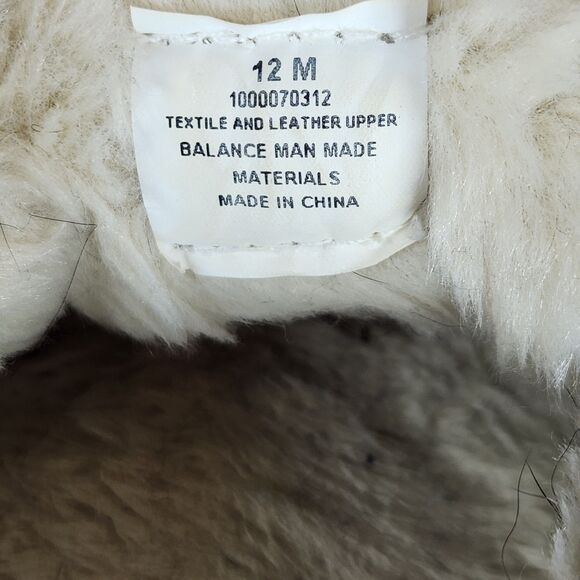 12 M
1000070312
TEXTILE AND LEATHER UPPER
BALANCE MAN MADE
MATERIALS
MADE IN CHINA